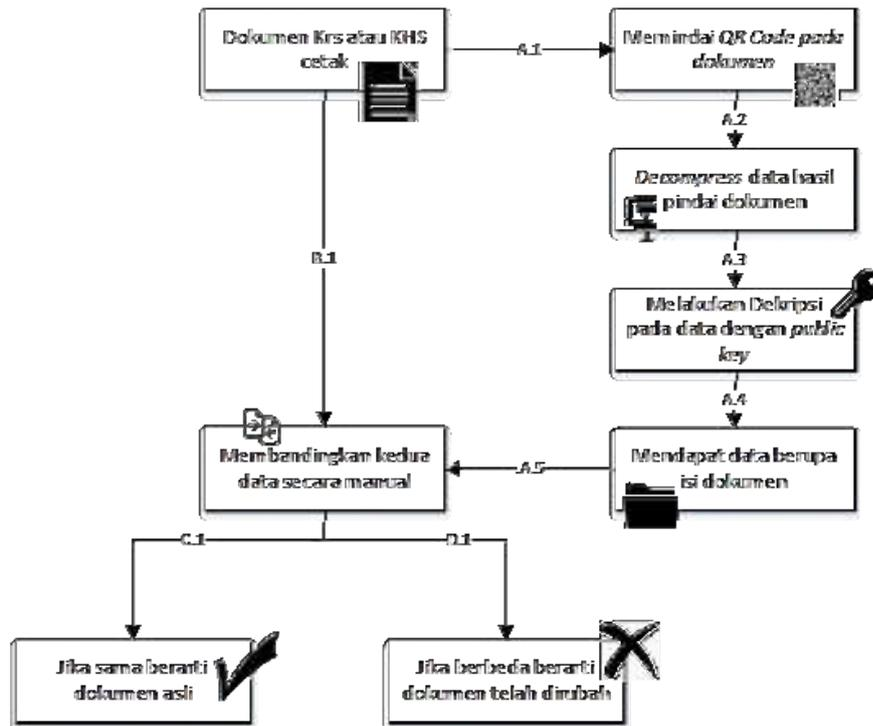 Dokumen Krs atau KHS
cetak
A.1
Memindai QR Code pada
dokumen
A.2
Decompress data hasil
pindai dokumen
A.3
Melakukan Dekripsi
pada data dengan public
key
A.4
Mendapat data berupa
isi dokumen
A.5
B.1
Membandingkan kedua
data secara manual
C.1
D.1
Jika sama berarti
dokumen asli
Jika berbeda berarti
dokumen telah dirubah